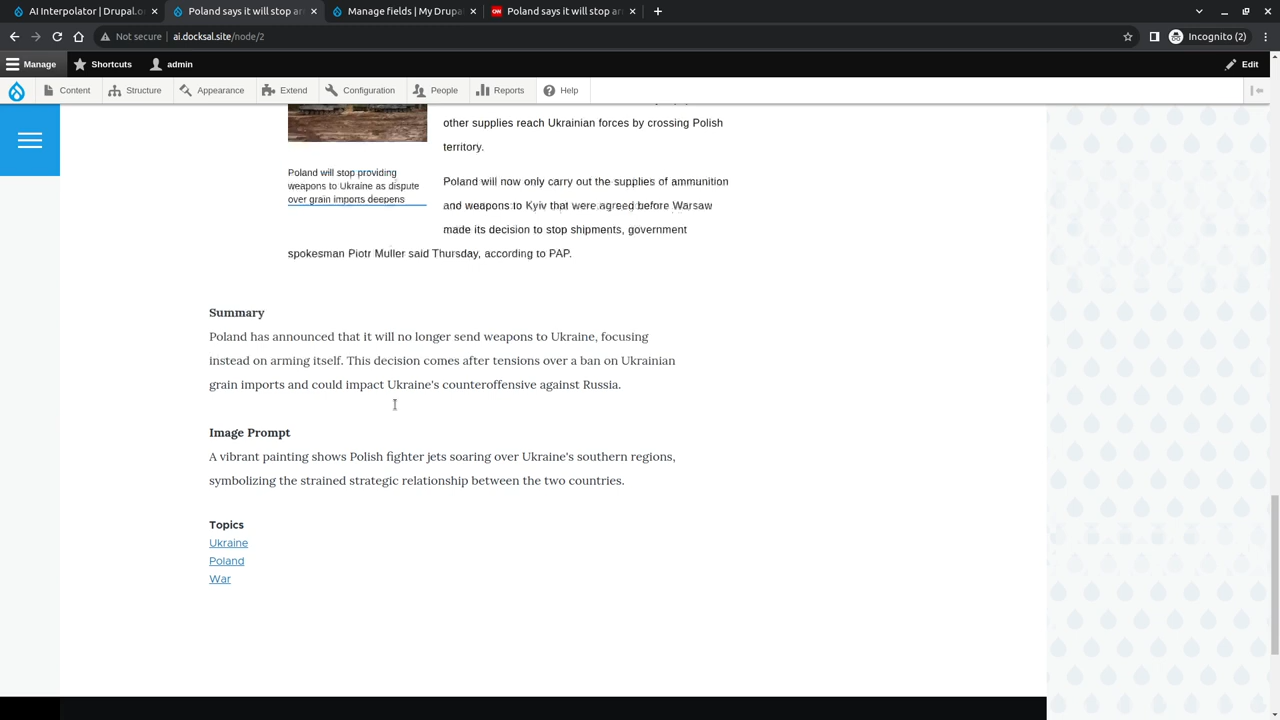 AI Interpolator | Drupal.o
Poland says it will stop ar
Manage fields | My Drupal
Poland says it will stop ar
Not secure
ai.docksal.site/node/2
Incognito (2)
Manage
Shortcuts
admin
Edit
Content
Structure
Appearance
Extend
Configuration
People
Reports
Help
other supplies reach Ukrainian forces by crossing Polish
territory.
Poland will stop providing
weapons to Ukraine as dispute
over grain imports deepens
Poland will now only carry out the supplies of ammunition
and weapons to Kyiv that were agreed before Warsaw
made its decision to stop shipments, government
spokesman Piotr Muller said Thursday, according to PAP.
Summary
Poland has announced that it will no longer send weapons to Ukraine, focusing
instead on arming itself. This decision comes after tensions over a ban on Ukrainian
grain imports and could impact Ukraine's counteroffensive against Russia.
Image Prompt
A vibrant painting shows Polish fighter jets soaring over Ukraine's southern regions,
symbolizing the strained strategic relationship between the two countries.
Topics
Ukraine
Poland
War